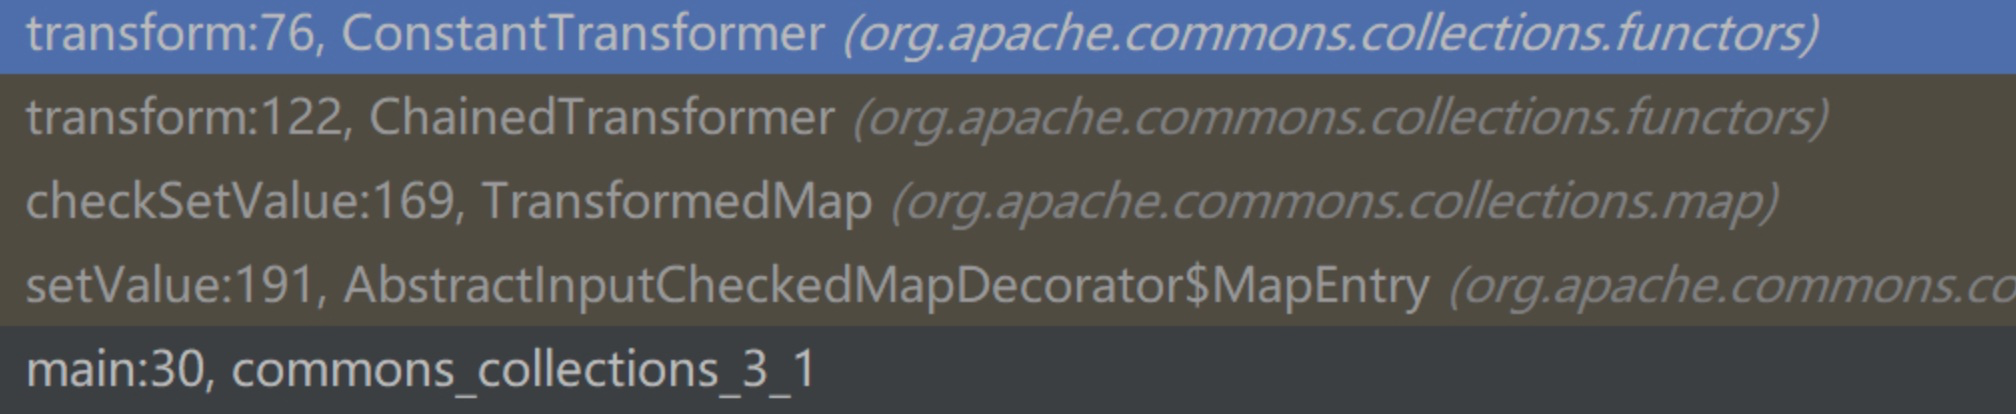 transform:76, ConstantTransformer (org.apache.commons.collections.functors)
transform:122, ChainedTransformer (org.apache.commons.collections.functors)
checkSetValue:169, TransformedMap (org.apache.commons.collections.map)
setValue:191, AbstractInputCheckedMapDecorator$MapEntry (org.apache.commons.co
main:30, commons_collections_3_1